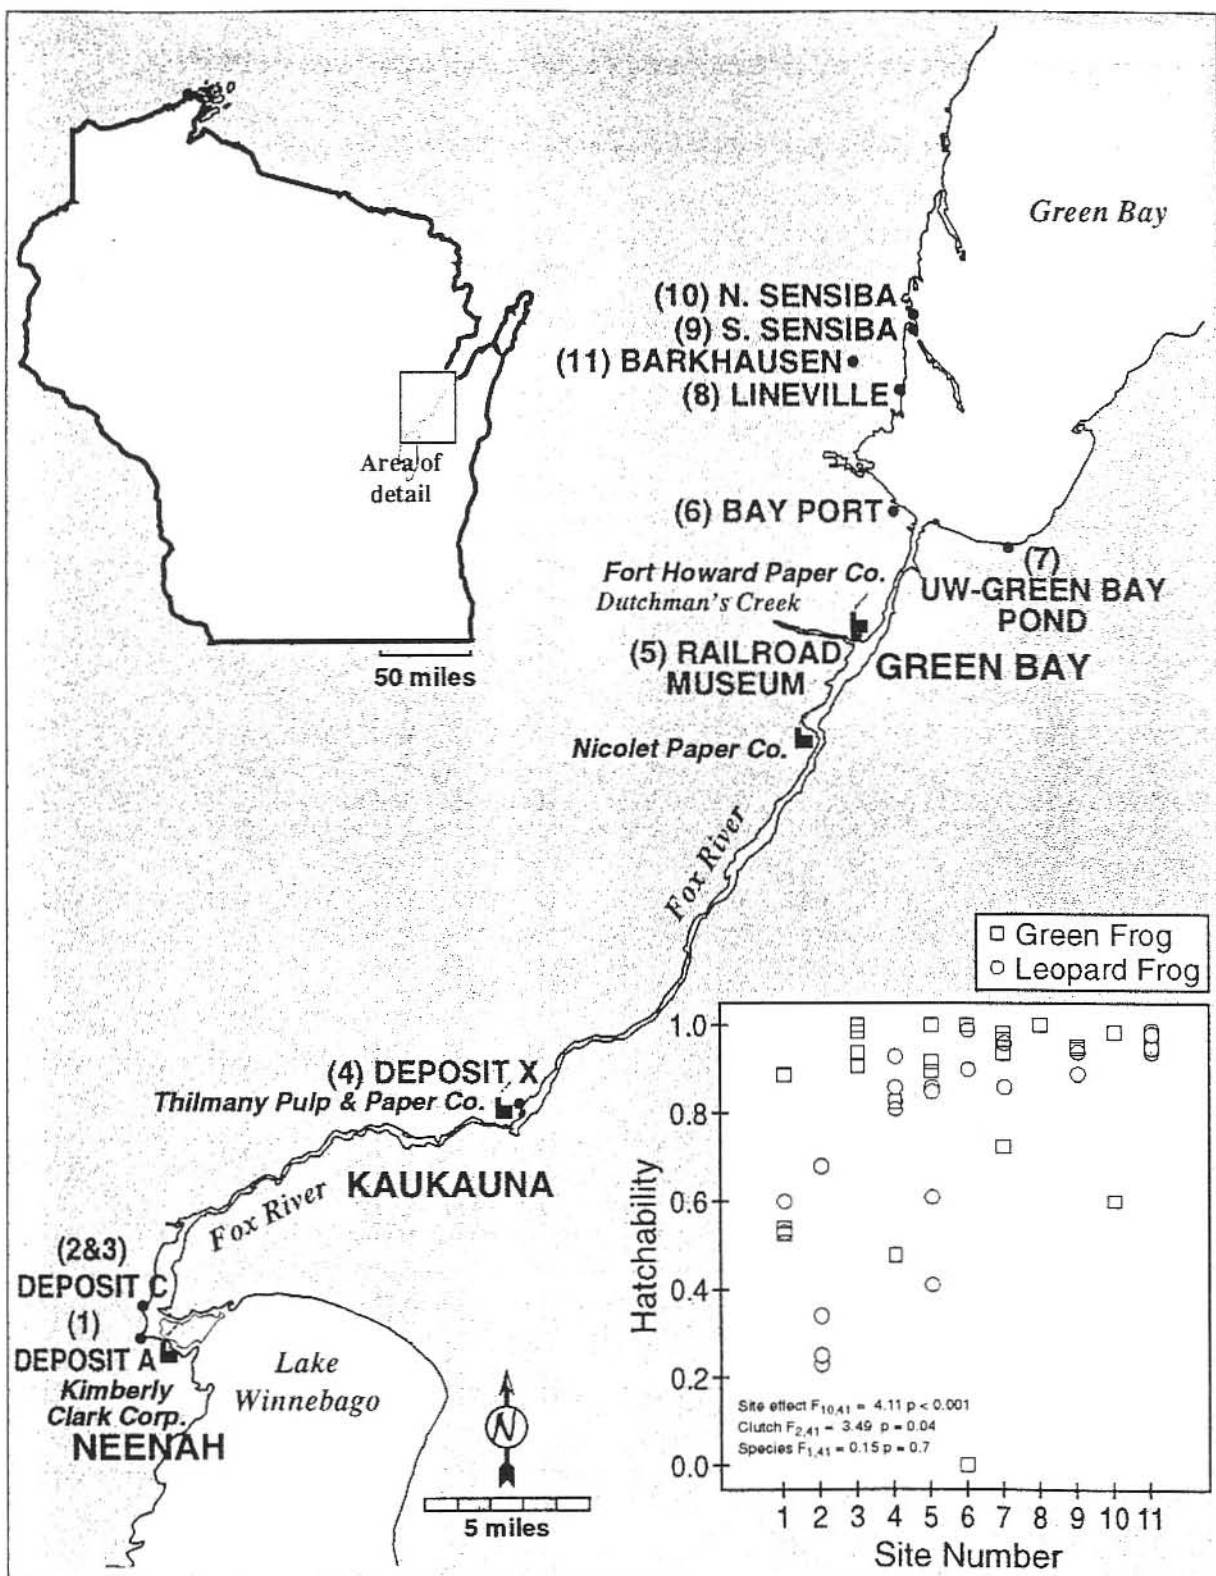 Green Bay
(10) N. SENSIBA
(9) S. SENSIBA
(11) BARKHAUSEN
(8) LINEVILLE
Area of
detail
50 miles
(6) BAY PORT
(7)
UW-GREEN BAY
POND
Fort Howard Paper Co.
Dutchman's Creek
(5) RAILROAD
MUSEUM
GREEN BAY
Nicolet Paper Co.
Fox River
(4) DEPOSIT X
Thilmany Pulp & Paper Co.
KAUKAUNA
Fox River
(2&3)
DEPOSIT C
(1)
DEPOSIT A
Kimberly
Clark Corp.
NEENAH
Lake
Winnebago
N
5 miles
Green Frog
Leopard Frog
Hatchability
1.0
0.8
0.6
0.4
0.2
0.0
Site effect F10,41 = 4.11 p < 0.001
Clutch F2,41 = 3.49 p = 0.04
Species F1,41 = 0.15 p = 0.7
1 2 3 4 5 6 7 8 9 10 11
Site Number